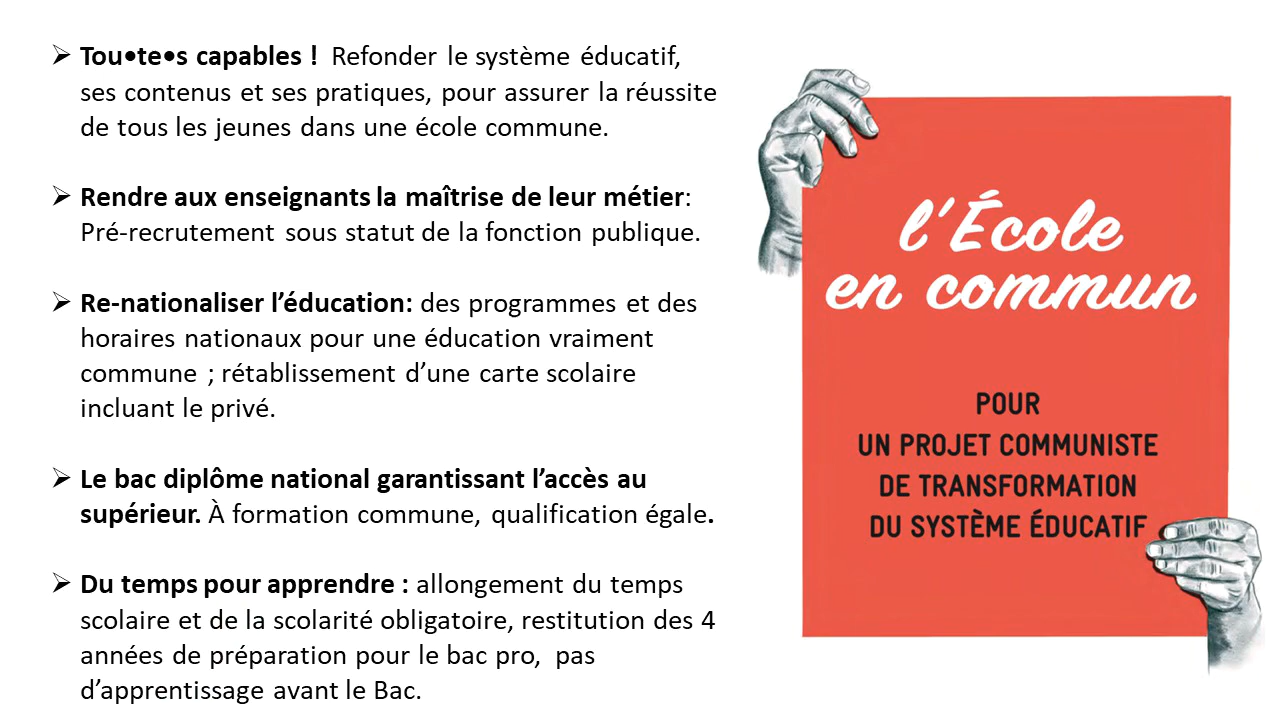 ➢ Tou•te•s capables ! Refonder le système éducatif,
ses contenus et ses pratiques, pour assurer la réussite
de tous les jeunes dans une école commune.
➢ Rendre aux enseignants la maîtrise de leur métier:
Pré-recrutement sous statut de la fonction publique.
➢ Re-nationaliser l’éducation: des programmes et des
horaires nationaux pour une éducation vraiment
commune ; rétablissement d’une carte scolaire
incluant le privé.
➢ Le bac diplôme national garantissant l’accès au
supérieur. À formation commune, qualification égale.
➢ Du temps pour apprendre : allongement du temps
scolaire et de la scolarité obligatoire, restitution des 4
années de préparation pour le bac pro, pas
d’apprentissage avant le Bac.
l’École
en commun
POUR
UN PROJET COMMUNISTE
DE TRANSFORMATION
DU SYSTÈME ÉDUCATIF